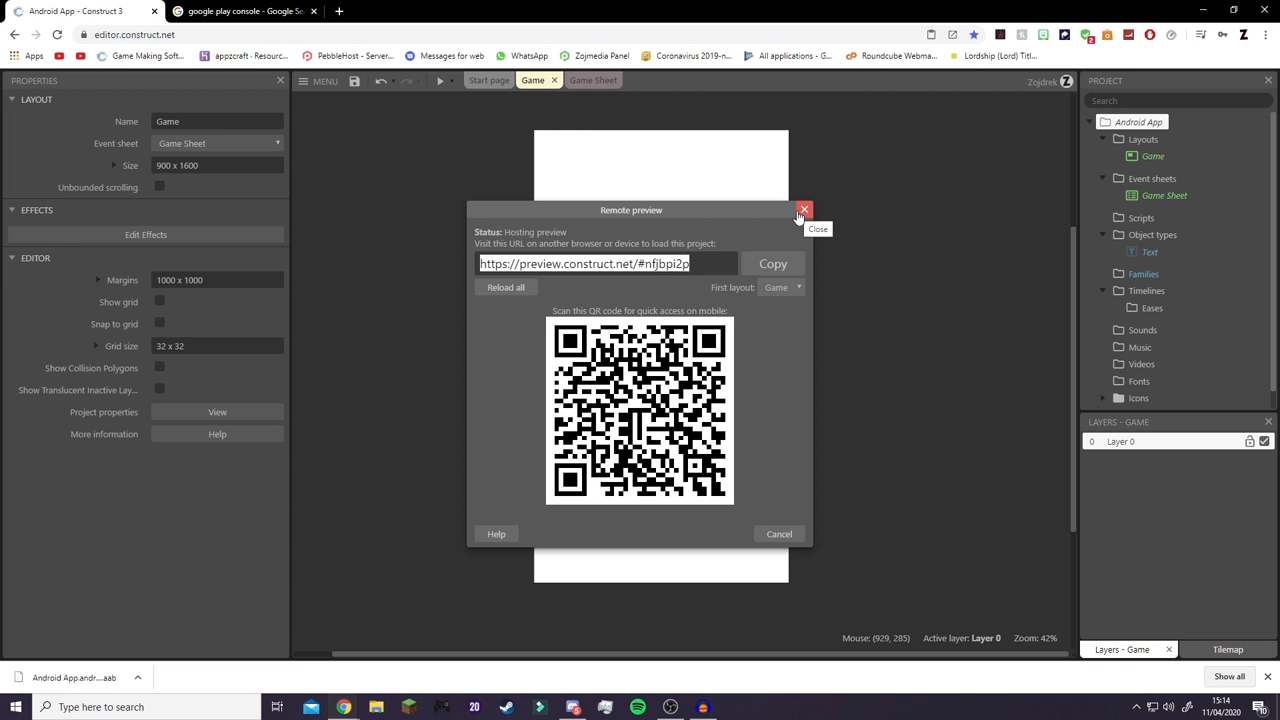 Android App - Construct 3
google play console - Google Se
editor.construct.net
Apps
Game Making Soft...
appzcraft - Resourc...
PebbleHost - Server...
Messages for web
WhatsApp
Zojmedia Panel
Coronavirus 2019-n...
All applications - G...
Roundcube Webma...
Lordship (Lord) Titl...
PROPERTIES
MENU
Start page
Game
Game Sheet
Zojdrek
PROJECT
LAYOUT
Search
Name
Game
Android App
Event sheet
Game Sheet
Layouts
Size
900 x 1600
Game
Unbounded scrolling
Event sheets
Game Sheet
EFFECTS
Remote preview
Scripts
Edit Effects
Status: Hosting preview
Close
Object types
Visit this URL on another browser or device to load this project:
Text
EDITOR
https://preview.construct.net/#nfjbpi2p
Copy
Families
Margins
1000 x 1000
Reload all
First layout:
Game
Timelines
Show grid
Scan this QR code for quick access on mobile:
Eases
Snap to grid
Sounds
Grid size
32 x 32
Music
Show Collision Polygons
Videos
Show Translucent Inactive Lay...
Fonts
Project properties
View
Icons
More information
Help
LAYERS - GAME
0
Layer 0
Help
Cancel
Mouse: (929, 285)
Active layer: Layer 0
Zoom: 42%
Layers - Game
Tilemap
Android App.andr....aab
Show all
Type here to search
20
15:14
11/04/2020